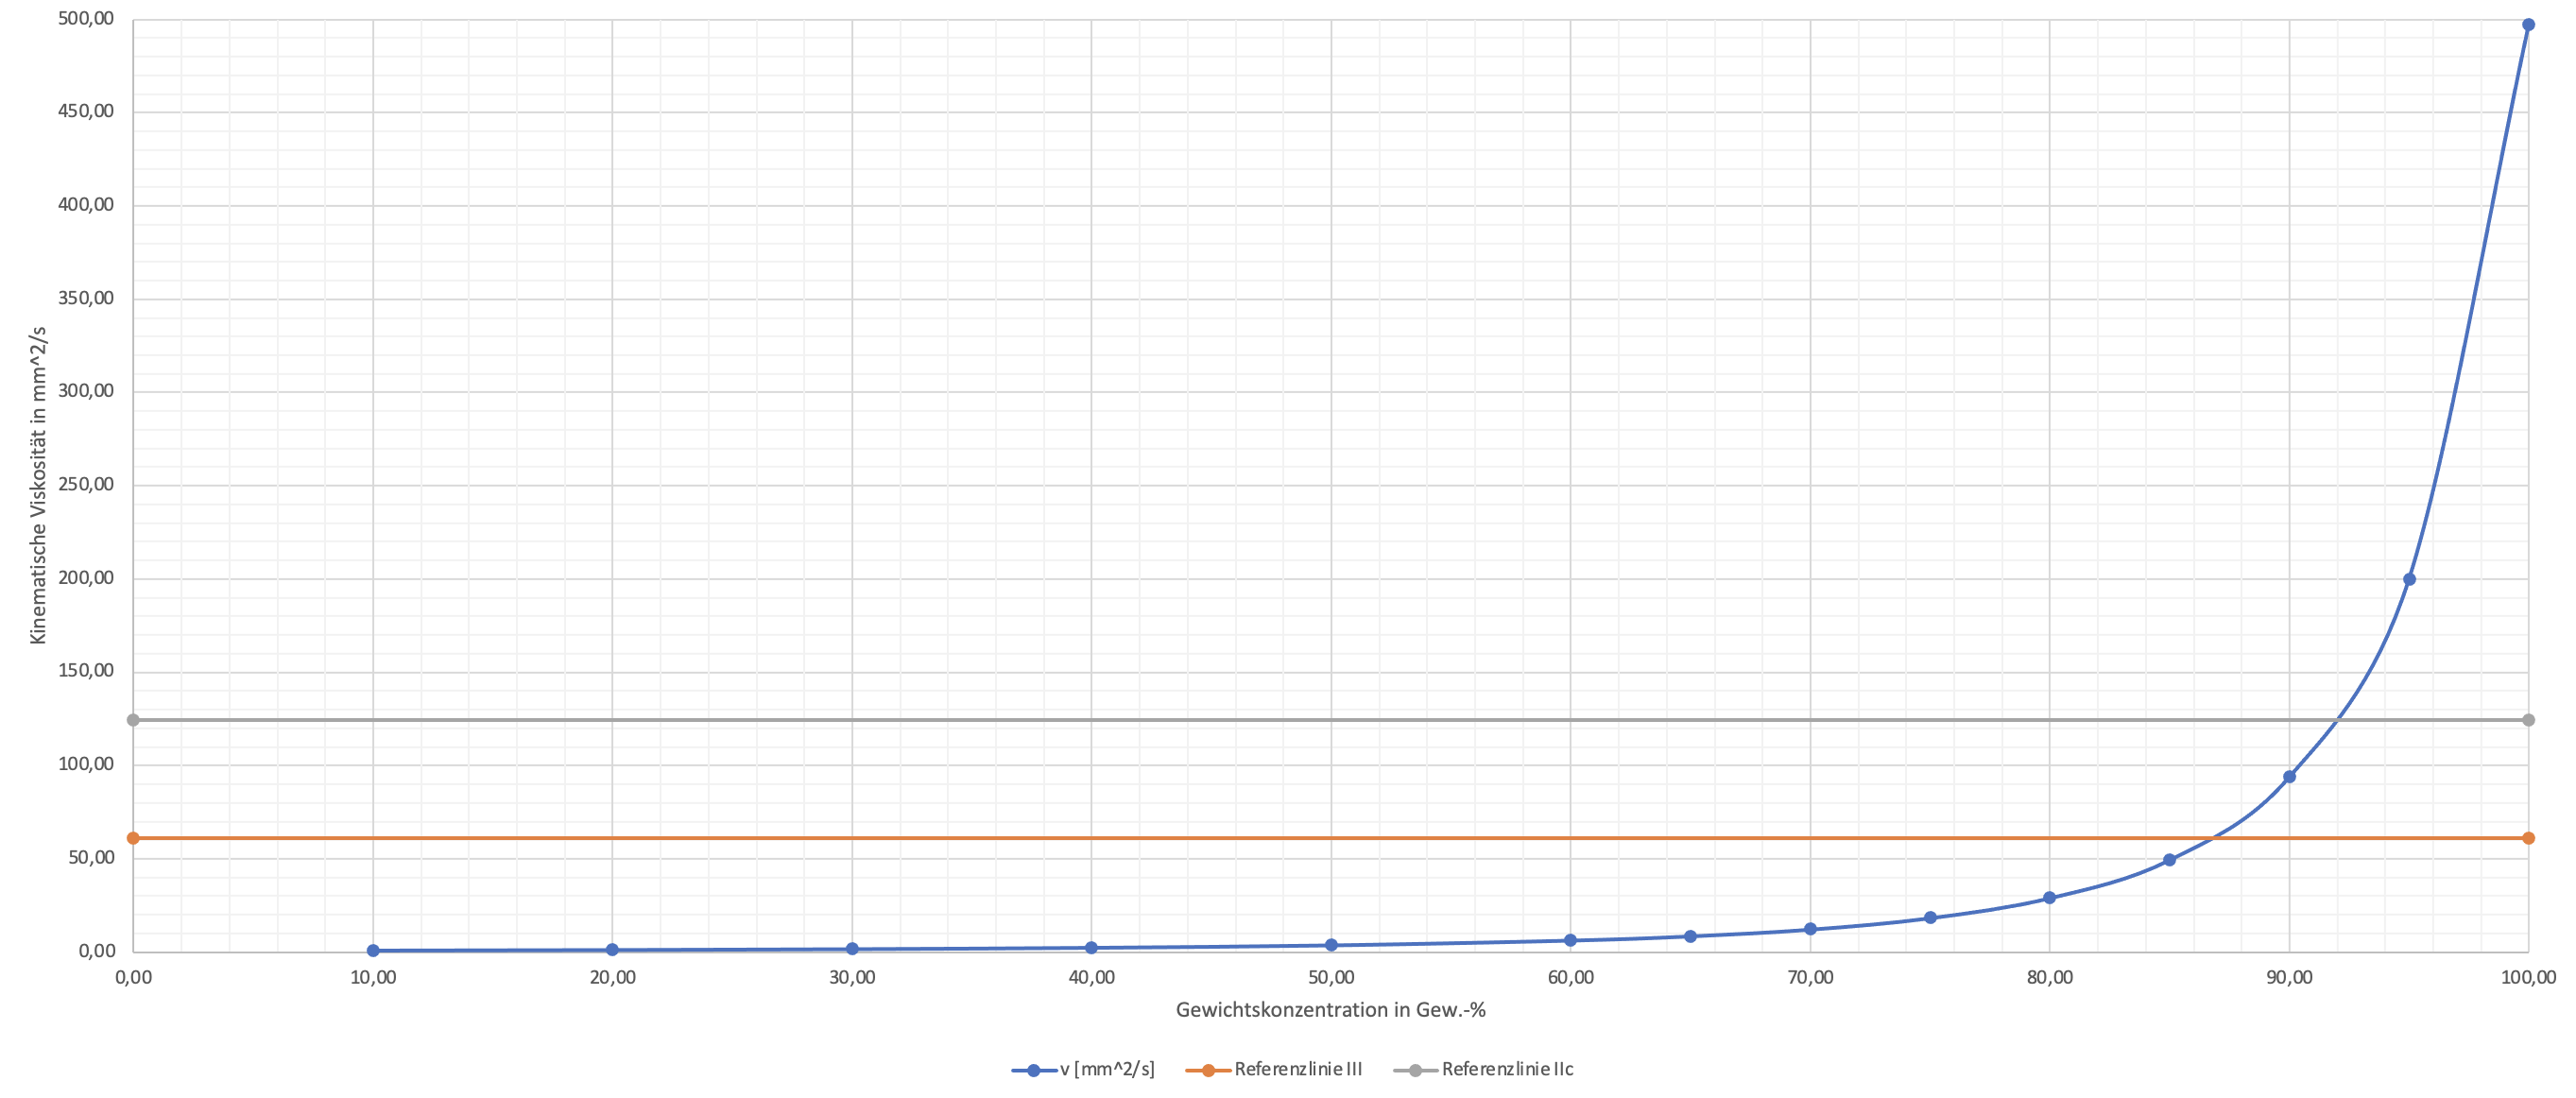 500,00
450,00
400,00
350,00
300,00
250,00
200,00
150,00
100,00
50,00
0,00
Kinematische Viskosität in mm^2/s
0,00 10,00 20,00 30,00 40,00 50,00 60,00 70,00 80,00 90,00 100,00
Gewichtskonzentration in Gew.-%
v [mm^2/s] Referenzlinie III Referenzlinie IIc